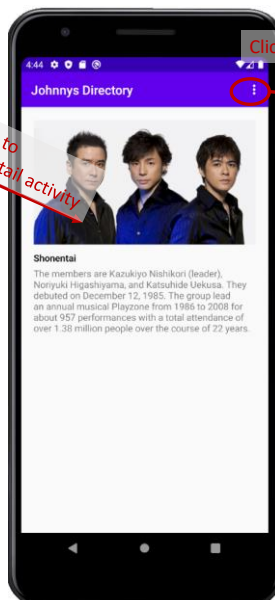 Clic
4:44
Johnnys Directory
to
tail activity
Shonentai
The members are Kazukiyo Nishikori (leader),
Noriyuki Higashiyama, and Katsuhide Uekusa. They
debuted on December 12, 1985. The group lead
an annual musical Playzone from 1986 to 2008 for
about 957 performances with a total attendance of
over 1.38 million people over the course of 22 years.